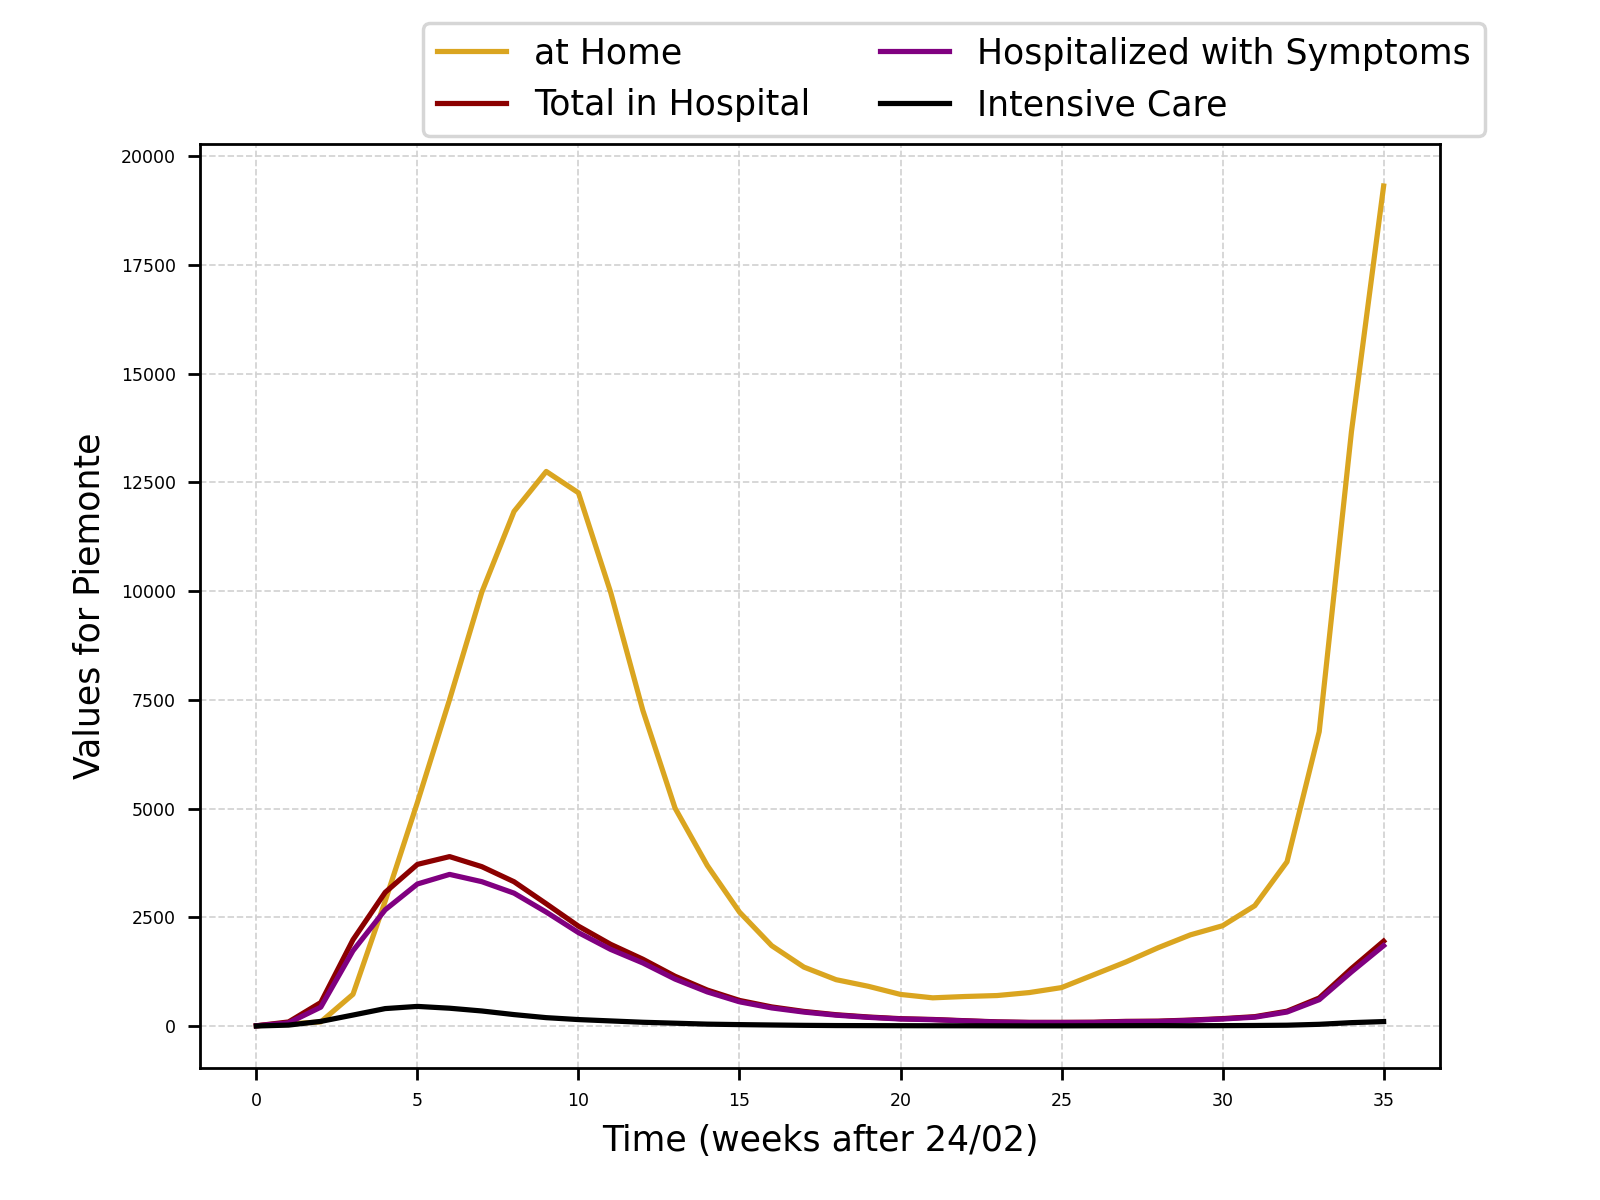 at Home
Total in Hospital
Hospitalized with Symptoms
Intensive Care
Values for Piemonte
20000
17500
15000
12500
10000
7500
5000
2500
0
0 5 10 15 20 25 30 35
Time (weeks after 24/02)